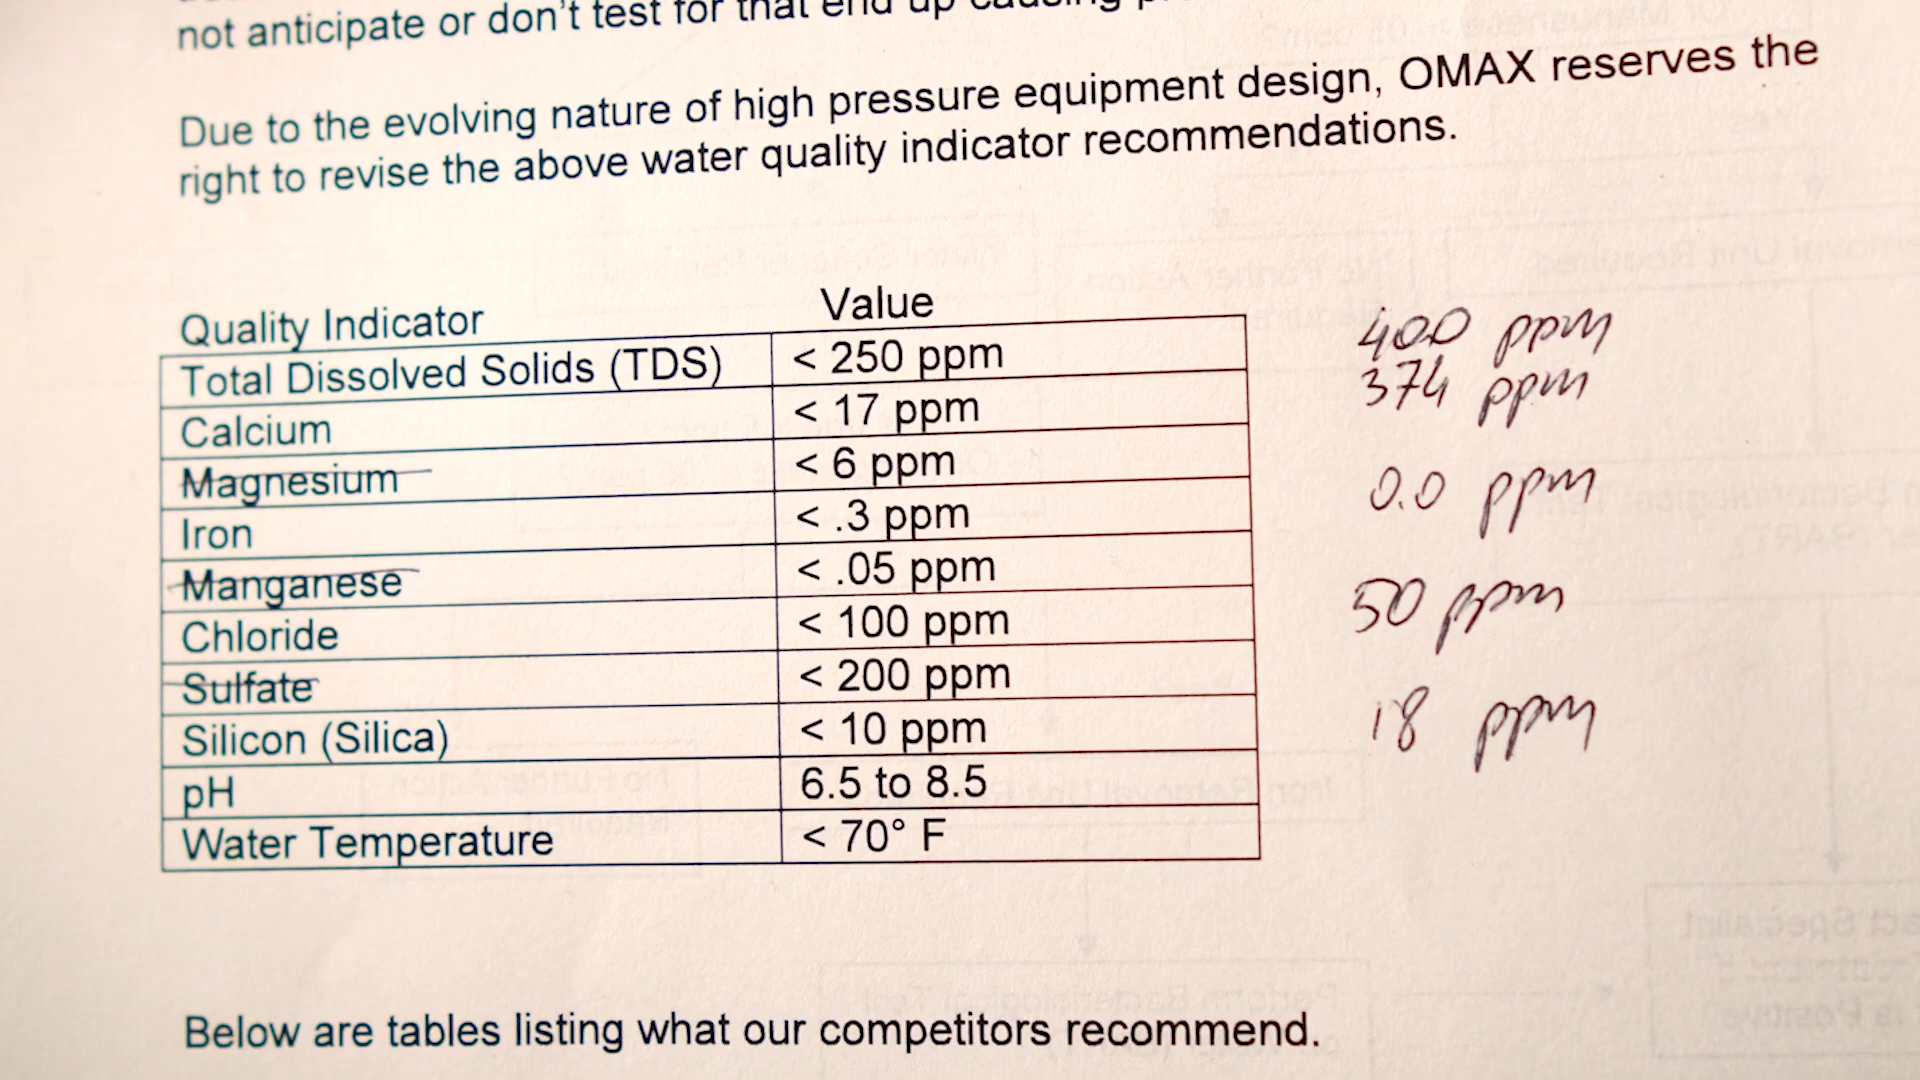 not anticipate or don't test for that end up causing
Due to the evolving nature of high pressure equipment design, OMAX reserves the
right to revise the above water quality indicator recommendations.
Quality Indicator Value
Total Dissolved Solids (TDS) < 250 ppm 400 ppm
Calcium < 17 ppm 374 ppm
Magnesium < 6 ppm
Iron < .3 ppm 0.0 ppm
Manganese < .05 ppm
Chloride < 100 ppm 50 ppm
Sulfate < 200 ppm
Silicon (Silica) < 10 ppm 18 ppm
pH 6.5 to 8.5
Water Temperature < 70° F
Below are tables listing what our competitors recommend.